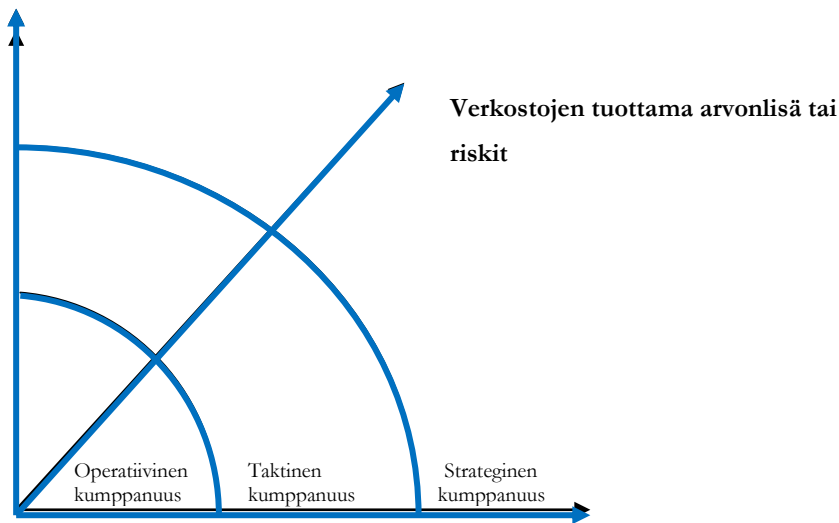 Verkostojen tuottama arvonlisä tai
riskit
Operatiivinen
kumppanuus
Taktinen
kumppanuus
Strateginen
kumppanuus